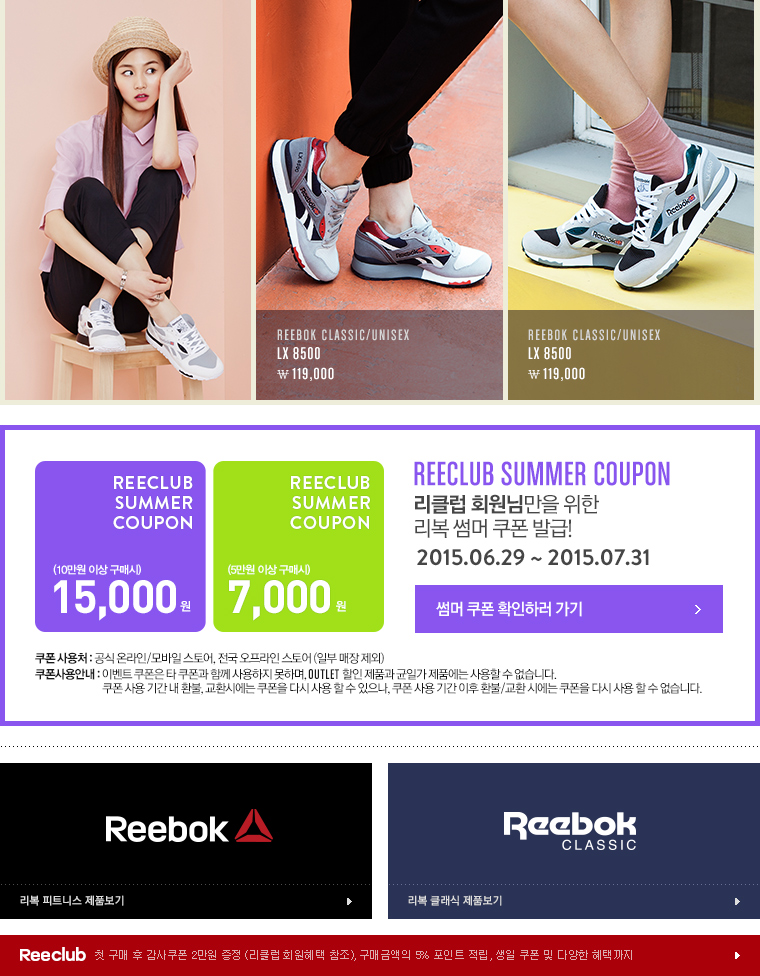 REEBOK CLASSIC/UNISEX
LX 8500
₩ 119,000
REEBOK CLASSIC/UNISEX
LX 8500
₩ 119,000
REECLUB
SUMMER
COUPON
(10만원 이상 구매시)
15,000 원
REECLUB
SUMMER
COUPON
(5만원 이상 구매시)
7,000 원
REECLUB SUMMER COUPON
리클럽 회원님만을 위한
리복 썸머 쿠폰 발급!
2015.06.29 ~ 2015.07.31
썸머 쿠폰 확인하러 가기
쿠폰 사용처 : 공식 온라인/모바일 스토어, 전국 오프라인 스토어 (일부 매장 제외)
쿠폰사용안내 : 이벤트 쿠폰은 타 쿠폰과 함께 사용하지 못하며, OUTLET 할인 제품과 균일가 제품에는 사용할 수 없습니다.
쿠폰 사용 기간 내 환불, 교환시에는 쿠폰을 다시 사용 할 수 있으나, 쿠폰 사용 기간 이후 환불/교환 시에는 쿠폰을 다시 사용 할 수 없습니다.
Reebok
리복 피트니스 제품보기
Reebok
CLASSIC
리복 클래식 제품보기
Reeclub 첫 구매 후 감사쿠폰 2만원 증정 (리클럽 회원혜택 참조), 구매금액의 5% 포인트 적립, 생일 쿠폰 및 다양한 혜택까지